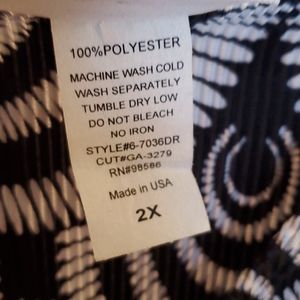 100%POLYESTER
MACHINE WASH COLD
WASH SEPARATELY
TUMBLE DRY LOW
DO NOT BLEACH
NO IRON
STYLE#6-7036DR
CUT#GA-3279
RN#98566
Made in USA
2X